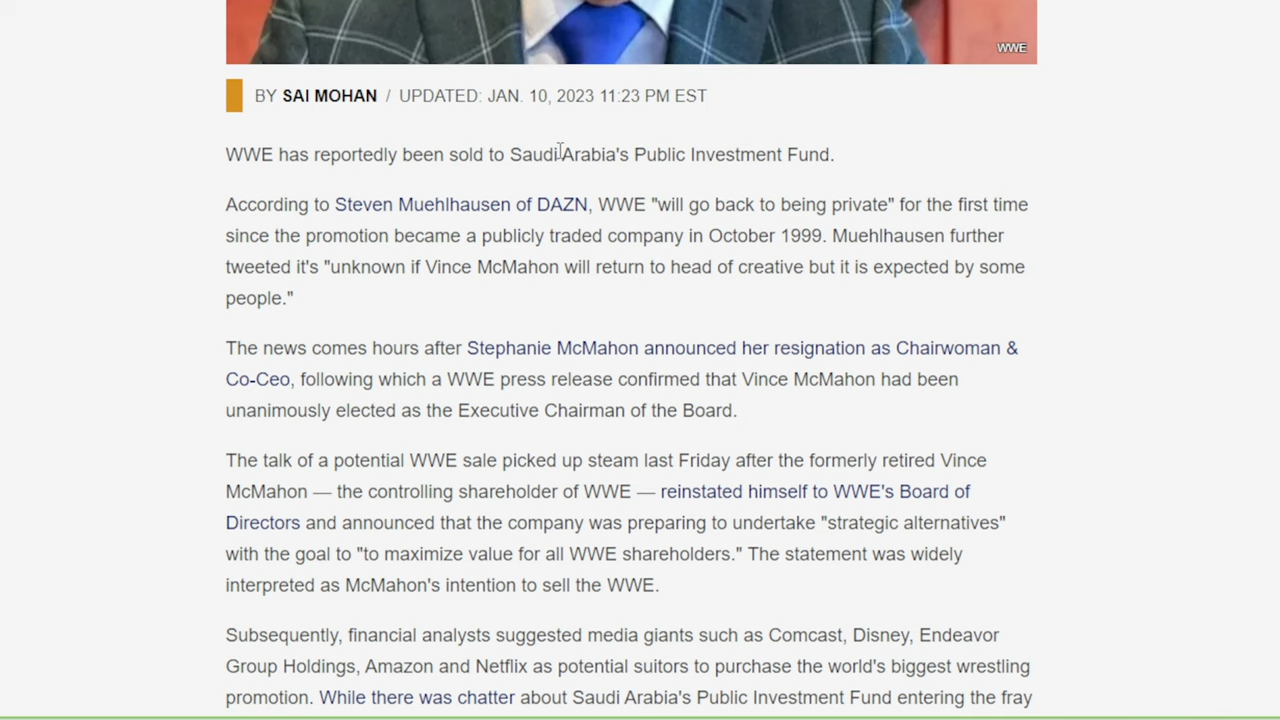 WWE
BY SAI MOHAN / UPDATED: JAN. 10, 2023 11:23 PM EST
WWE has reportedly been sold to Saudi Arabia's Public Investment Fund.
According to Steven Muehlhausen of DAZN, WWE "will go back to being private" for the first time
since the promotion became a publicly traded company in October 1999. Muehlhausen further
tweeted it's "unknown if Vince McMahon will return to head of creative but it is expected by some
people."
The news comes hours after Stephanie McMahon announced her resignation as Chairwoman &
Co-Ceo, following which a WWE press release confirmed that Vince McMahon had been
unanimously elected as the Executive Chairman of the Board.
The talk of a potential WWE sale picked up steam last Friday after the formerly retired Vince
McMahon — the controlling shareholder of WWE — reinstated himself to WWE's Board of
Directors and announced that the company was preparing to undertake "strategic alternatives"
with the goal to "to maximize value for all WWE shareholders." The statement was widely
interpreted as McMahon's intention to sell the WWE.
Subsequently, financial analysts suggested media giants such as Comcast, Disney, Endeavor
Group Holdings, Amazon and Netflix as potential suitors to purchase the world's biggest wrestling
promotion. While there was chatter about Saudi Arabia's Public Investment Fund entering the fray